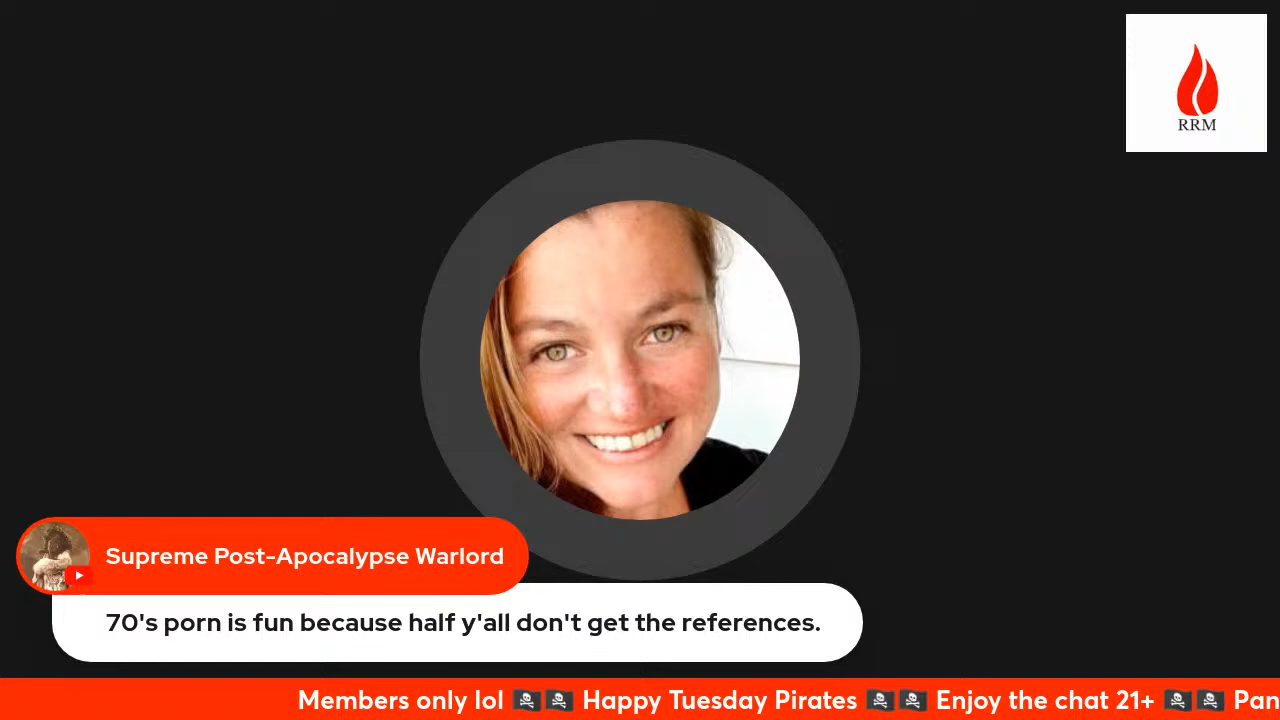 RRM
Supreme Post-Apocalypse Warlord
70's porn is fun because half y'all don't get the references.
Members only lol 🏴‍☠️🏴‍☠️ Happy Tuesday Pirates 🏴‍☠️🏴‍☠️ Enjoy the chat 21+ 🏴‍☠️🏴‍☠️ Pan